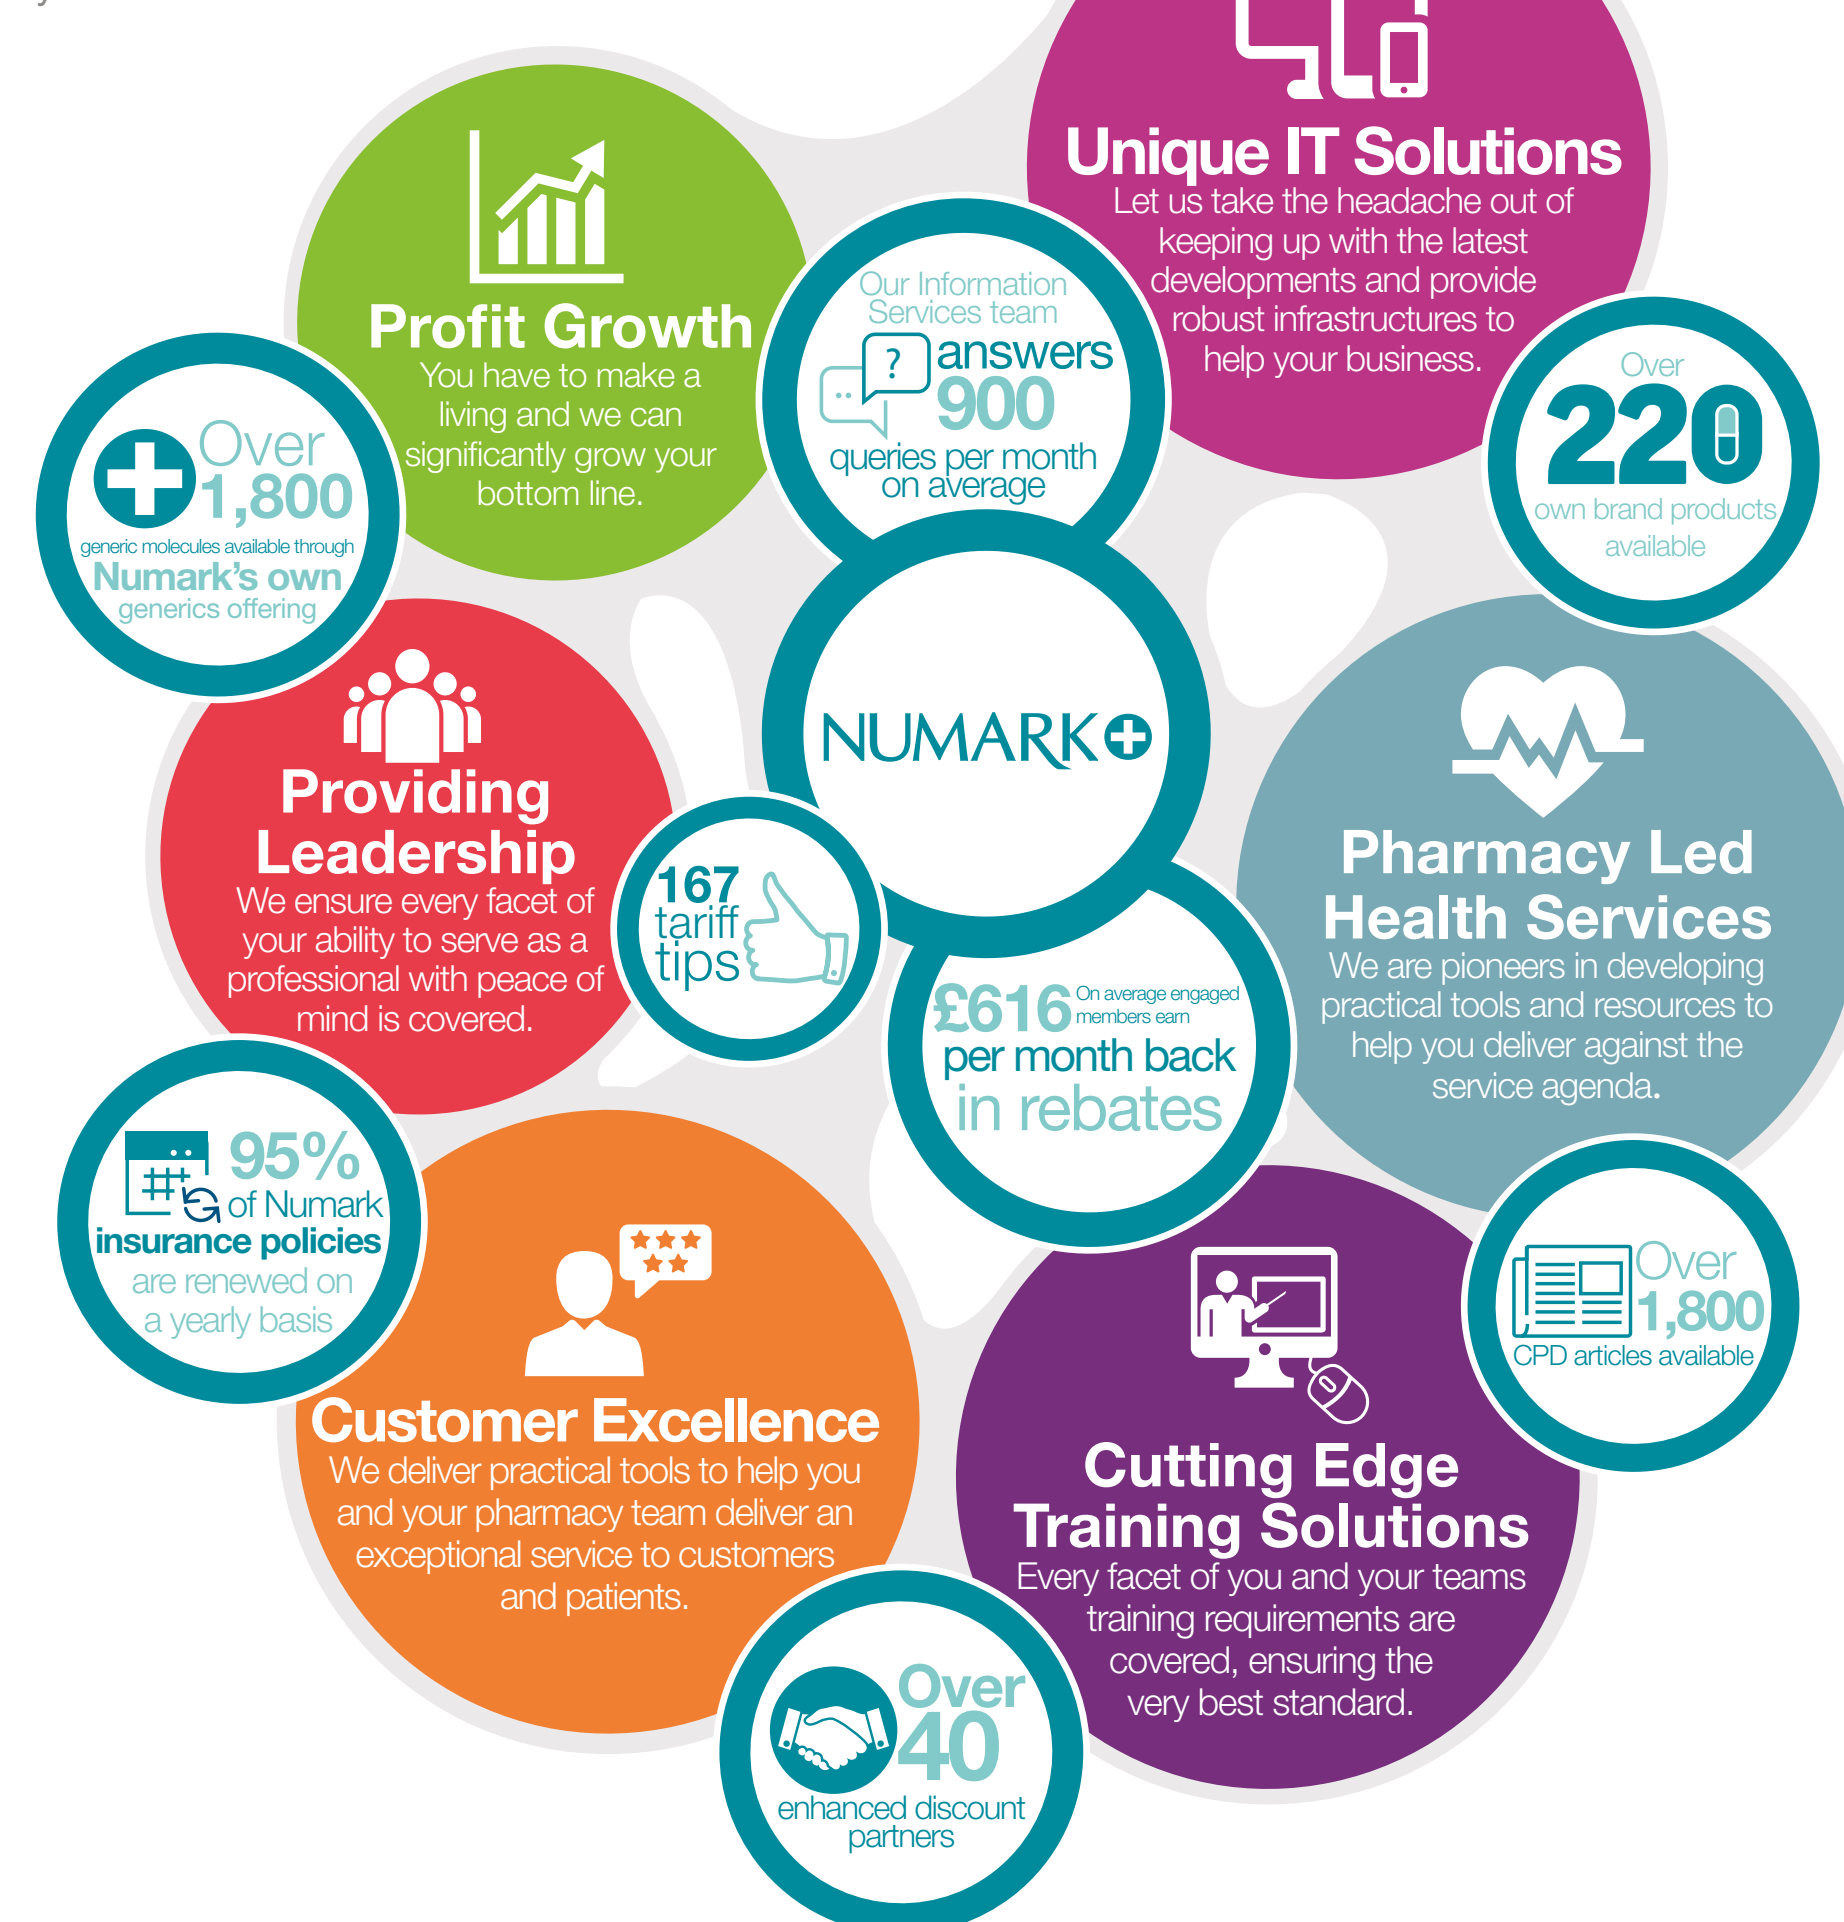 Unique IT Solutions
Let us take the headache out of
keeping up with the latest
developments and provide
robust infrastructures to
help your business.
Profit Growth
You have to make a
living and we can
significantly grow your
bottom line.
Our Information
Services team
?
answers
900
queries per month
on average
Over
220
own brand products
available
Over
1,800
generic molecules available through
Numark's own
generics offering
NUMARK
Providing
Leadership
We ensure every facet of
your ability to serve as a
professional with peace of
mind is covered.
167
tariff
tips
Pharmacy Led
Health Services
We are pioneers in developing
practical tools and resources to
help you deliver against the
service agenda.
£616 On average engaged
members earn
per month back
in rebates
95%
of Numark
insurance policies
are renewed on
a yearly basis
Over
1,800
CPD articles available
Customer Excellence
We deliver practical tools to help you
and your pharmacy team deliver an
exceptional service to customers
and patients.
Cutting Edge
Training Solutions
Every facet of you and your teams
training requirements are
covered, ensuring the
very best standard.
Over
40
enhanced discount
partners